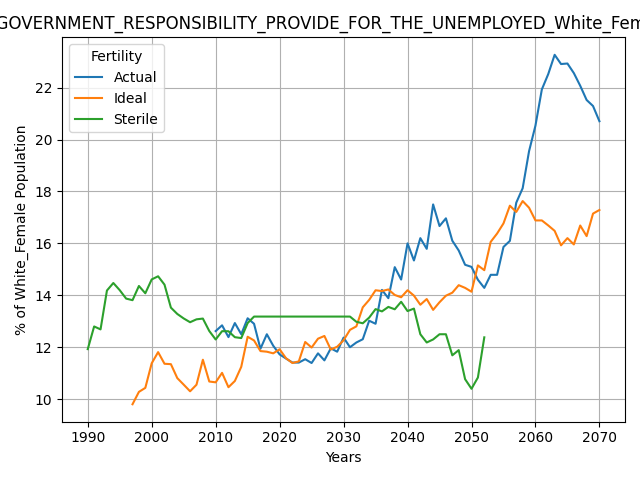 GOVERNMENT_RESPONSIBILITY_PROVIDE_FOR_THE_UNEMPLOYED_White_Fem
Fertility
Actual
Ideal
Sterile
% of White_Female Population
22
20
18
16
14
12
10
1990 2000 2010 2020 2030 2040 2050 2060 2070
Years